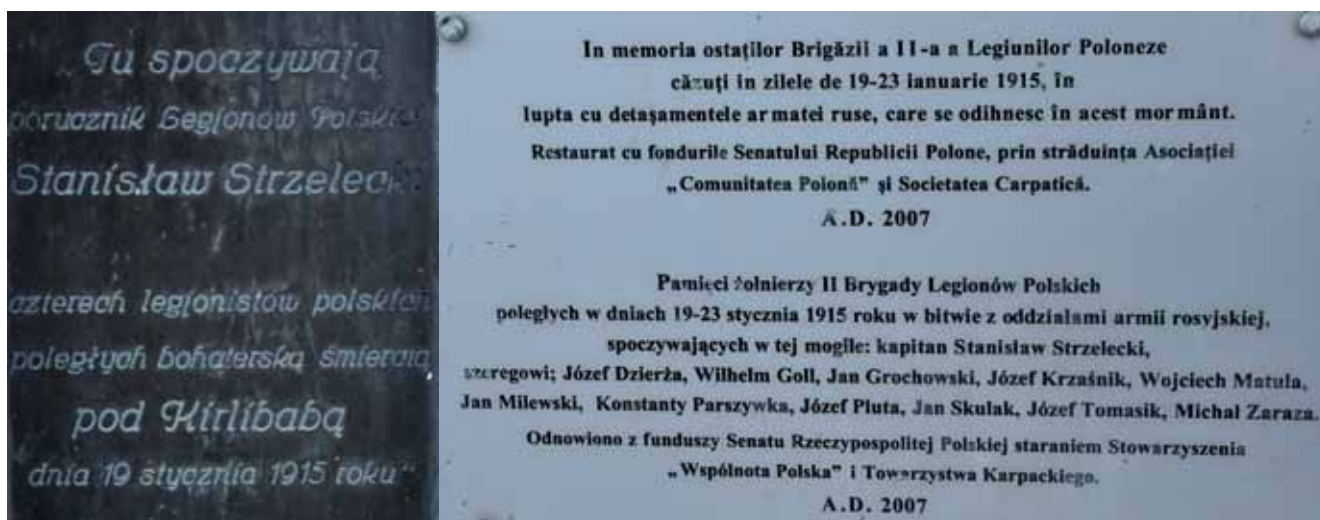 „Tu spoczywają
porucznik Legjonów Polskich
Stanisław Strzelecki
czterech legjonistów polskich
poległych bohaterską śmiercią
pod Kirlibabą
dnia 19 stycznia 1915 roku"
In memoria ostaţilor Brigăzii a II-a a Legiunilor Poloneze
căzuţi in zilele de 19-23 ianuarie 1915, în
lupta cu detaşamentele armatei ruse, care se odihnesc în acest mormânt.
Restaurat cu fondurile Senatului Republicii Polone, prin străduinţa Asociaţiei
„Comunitatea Polonă" şi Societatea Carpatică.
A.D. 2007
Pamięci żołnierzy II Brygady Legionów Polskich
poległych w dniach 19-23 stycznia 1915 roku w bitwie z oddziałami armii rosyjskiej,
spoczywających w tej mogile: kapitan Stanisław Strzelecki,
szeregowi; Józef Dzierża, Wilhelm Goll, Jan Grochowski, Józef Krzaśnik, Wojciech Matula,
Jan Milewski, Konstanty Parszywka, Józef Pluta, Jan Skulak, Józef Tomasik, Michał Zaraza.
Odnowiono z funduszy Senatu Rzeczypospolitej Polskiej staraniem Stowarzyszenia
„Wspólnota Polska" i Towarzystwa Karpackiego.
A.D. 2007